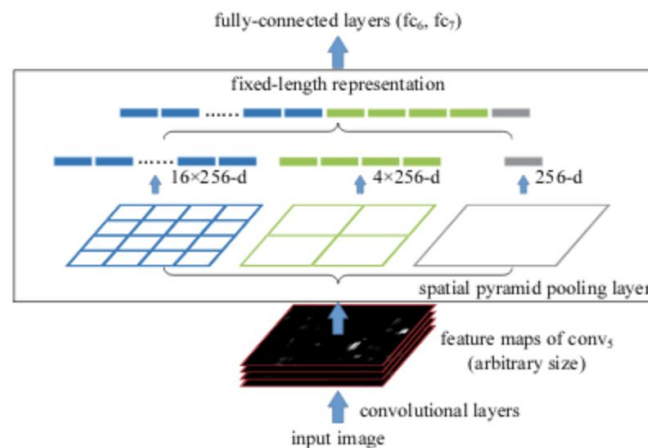 fully-connected layers (fc₆, fc₇)
fixed-length representation
......
......
16×256-d
4×256-d
256-d
spatial pyramid pooling layer
feature maps of conv₅
(arbitrary size)
convolutional layers
input image